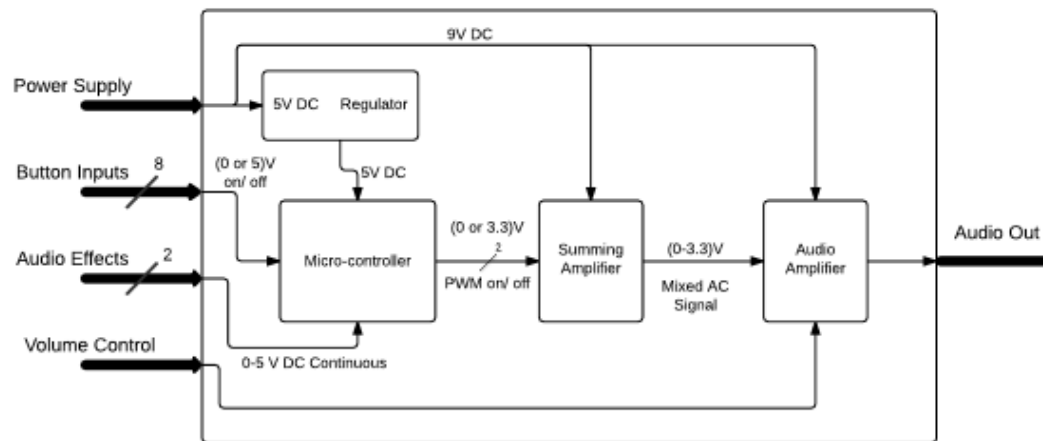 9V DC
Power Supply
5V DC Regulator
Button Inputs
8
(0 or 5)V
on/ off
5V DC
Audio Effects
2
Micro-controller
(0 or 3.3)V
2
PWM on/ off
Summing
Amplifier
(0-3.3)V
Mixed AC
Signal
Audio
Amplifier
Audio Out
Volume Control
0-5 V DC Continuous